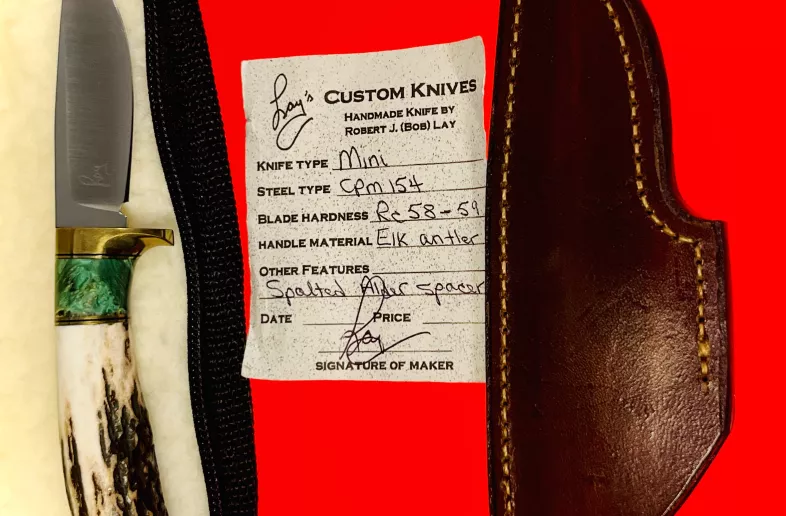 Lay's
CUSTOM KNIVES
HANDMADE KNIFE BY
ROBERT J. (BOB) LAY
KNIFE TYPE Mini
STEEL TYPE CPM 154
BLADE HARDNESS Rc 58-59
HANDLE MATERIAL Elk antler
OTHER FEATURES
Spalted Alder spacer
DATE PRICE
Lay
SIGNATURE OF MAKER
Lay